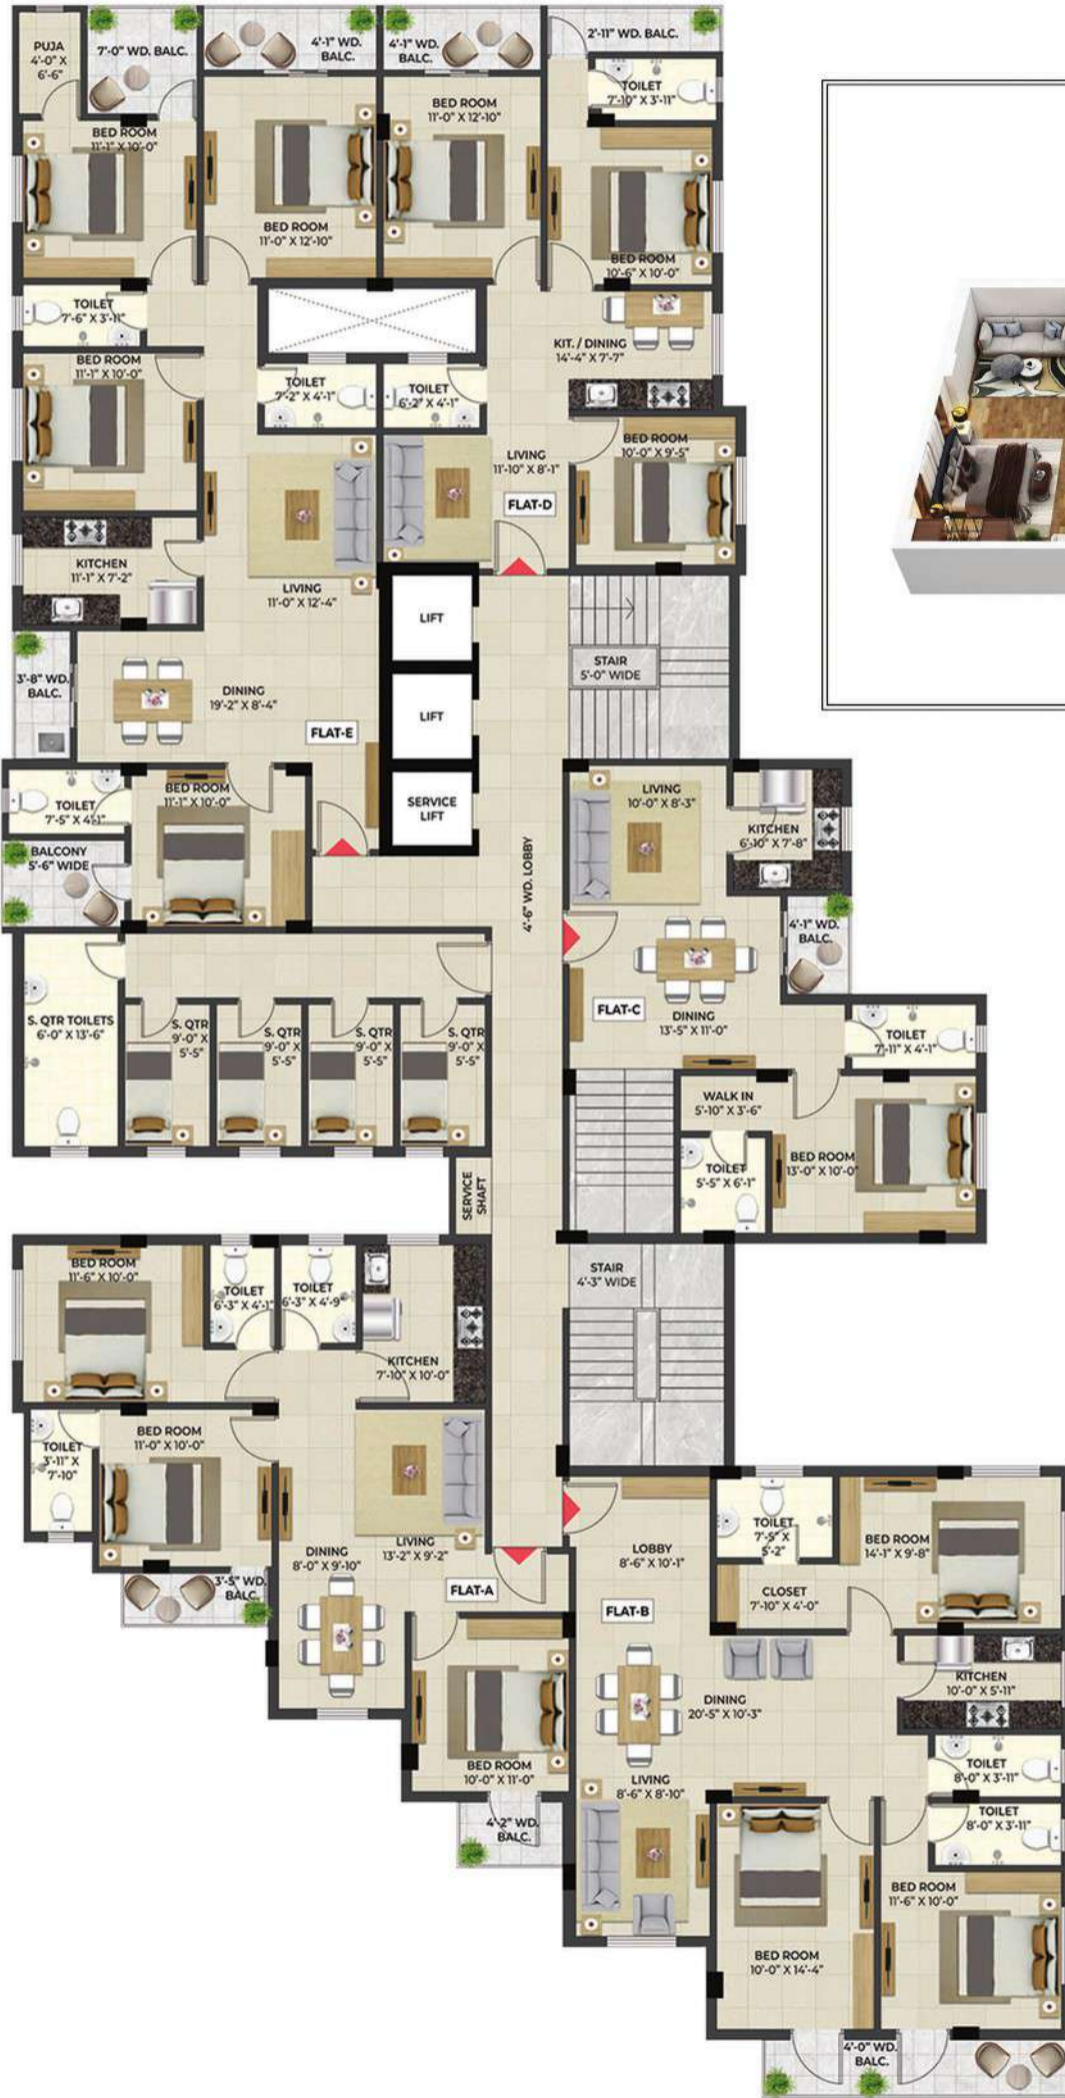 PUJA
4'-0" X
6'-6"
7'-0" WD. BALC.
4'-1" WD.
BALC.
4'-1" WD.
BALC.
2'-11" WD. BALC.
TOILET
7'-10" X 3'-11"
BED ROOM
11'-1" X 10'-0"
BED ROOM
11'-0" X 12'-10"
BED ROOM
11'-0" X 12'-10"
BED ROOM
10'-6" X 10'-0"
TOILET
7'-6" X 3'-11"
KIT. / DINING
14'-4" X 7'-7"
BED ROOM
11'-1" X 10'-0"
TOILET
7'-2" X 4'-1"
TOILET
6'-2" X 4'-1"
LIVING
11'-10" X 8'-1"
BED ROOM
10'-0" X 9'-5"
FLAT-D
KITCHEN
11'-1" X 7'-2"
LIVING
11'-0" X 12'-4"
LIFT
STAIR
5'-0" WIDE
3'-8" WD.
BALC.
DINING
19'-2" X 8'-4"
FLAT-E
LIFT
SERVICE
LIFT
BED ROOM
11'-1" X 10'-0"
TOILET
7'-5" X 4'-1"
BALCONY
5'-6" WIDE
4'-6" WD. LOBBY
LIVING
10'-0" X 8'-3"
KITCHEN
6'-10" X 7'-8"
4'-1" WD.
BALC.
FLAT-C
DINING
13'-5" X 11'-0"
TOILET
7'-11" X 4'-1"
S. QTR TOILETS
6'-0" X 13'-6"
S. QTR
9'-0" X
5'-5"
S. QTR
9'-0" X
5'-5"
S. QTR
9'-0" X
5'-5"
S. QTR
9'-0" X
5'-5"
WALK IN
5'-10" X 3'-6"
TOILET
5'-5" X 6'-1"
BED ROOM
13'-0" X 10'-0"
SERVICE
SHAFT
BED ROOM
11'-6" X 10'-0"
TOILET
6'-3" X 4'-1"
TOILET
6'-3" X 4'-9"
KITCHEN
7'-10" X 10'-0"
STAIR
4'-3" WIDE
TOILET
3'-11" X
7'-10"
BED ROOM
11'-0" X 10'-0"
DINING
8'-0" X 9'-10"
LIVING
13'-2" X 9'-2"
3'-5" WD.
BALC.
FLAT-A
LOBBY
8'-6" X 10'-1"
TOILET
7'-5" X
5'-2"
BED ROOM
14'-1" X 9'-8"
CLOSET
7'-10" X 4'-0"
FLAT-B
KITCHEN
10'-0" X 5'-11"
DINING
20'-5" X 10'-3"
BED ROOM
10'-0" X 11'-0"
TOILET
8'-0" X 3'-11"
LIVING
8'-6" X 8'-10"
TOILET
8'-0" X 3'-11"
4'-2" WD.
BALC.
BED ROOM
11'-6" X 10'-0"
BED ROOM
10'-0" X 14'-4"
4'-0" WD.
BALC.